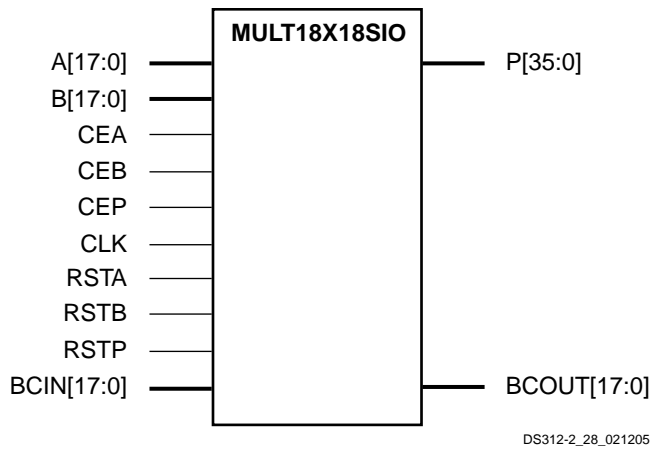 MULT18X18SIO
A[17:0]
P[35:0]
B[17:0]
CEA
CEB
CEP
CLK
RSTA
RSTB
RSTP
BCIN[17:0]
BCOUT[17:0]
DS312-2_28_021205